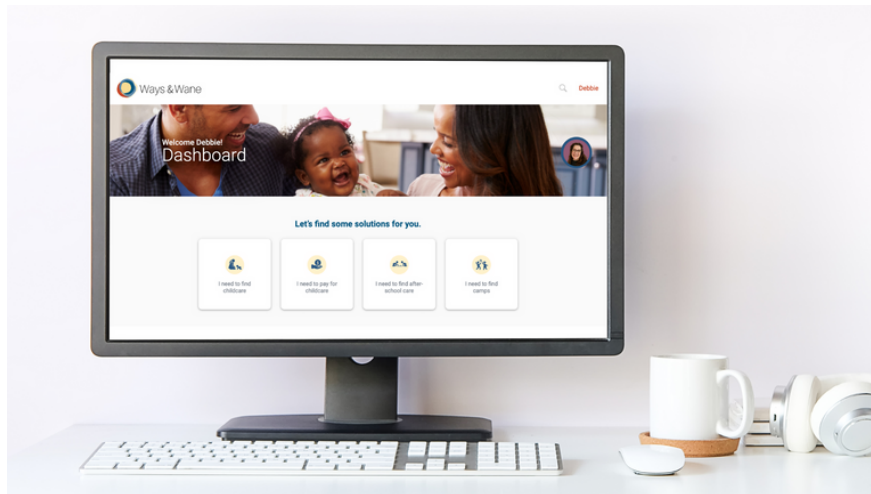 Ways & Wane
Debbie
Welcome Debbie!
Dashboard
Let's find some solutions for you.
I need to find
childcare
I need to pay for
childcare
I need to find after-
school care
I need to find
camps